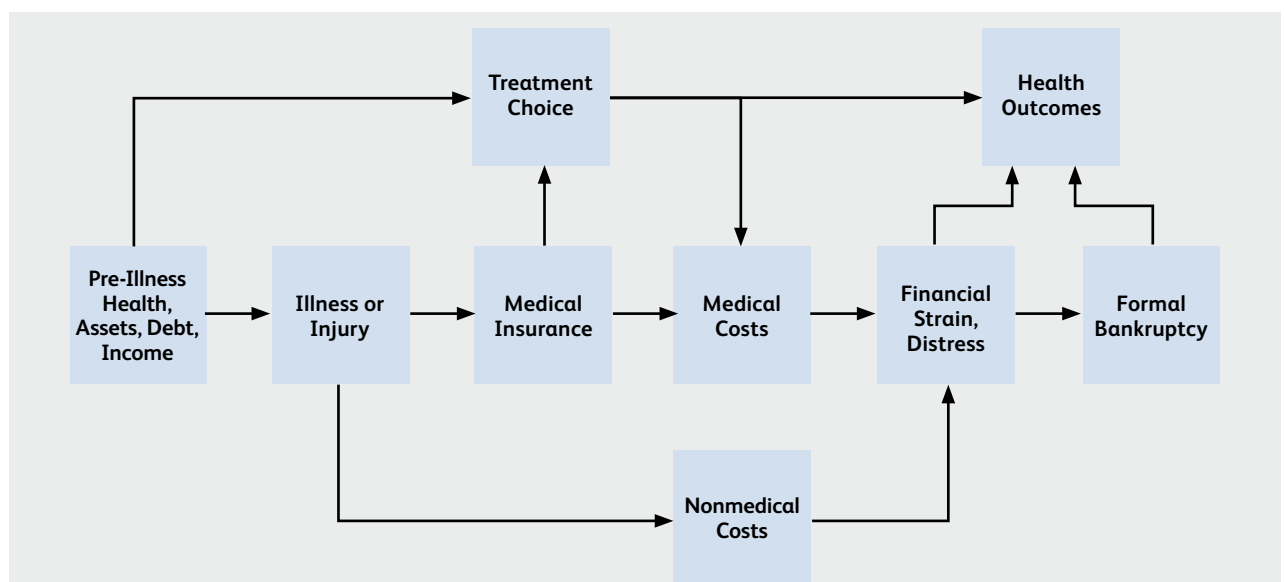 Treatment
Choice
Health
Outcomes
Pre-Illness
Health,
Assets, Debt,
Income
Illness or
Injury
Medical
Insurance
Medical
Costs
Financial
Strain,
Distress
Formal
Bankruptcy
Nonmedical
Costs